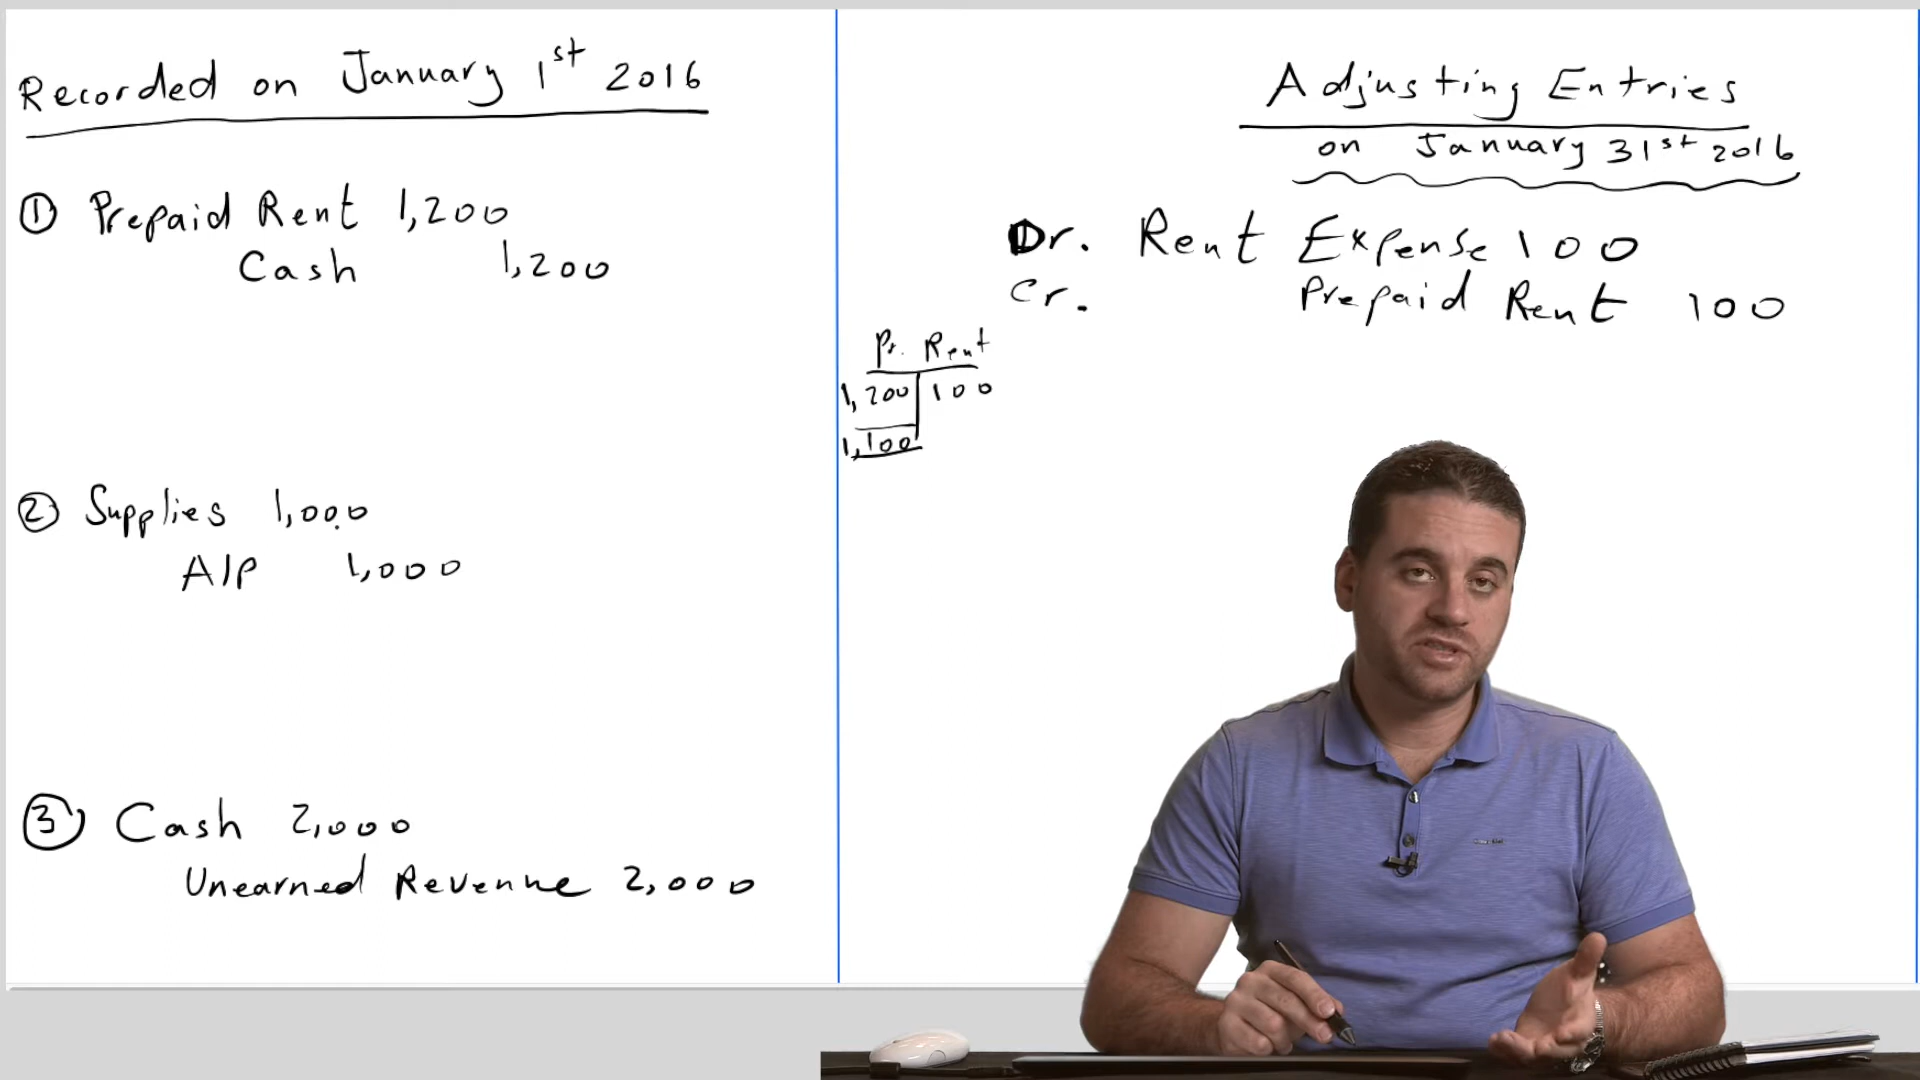 Recorded on January 1st 2016
① Prepaid Rent 1,200
Cash 1,200
② Supplies 1,000
A/P 1,000
③ Cash 2,000
Unearned Revenue 2,000
Adjusting Entries
on January 31st 2016
Dr. Rent Expense 100
Cr. Prepaid Rent 100
Pr. Rent
1,200 100
1,100